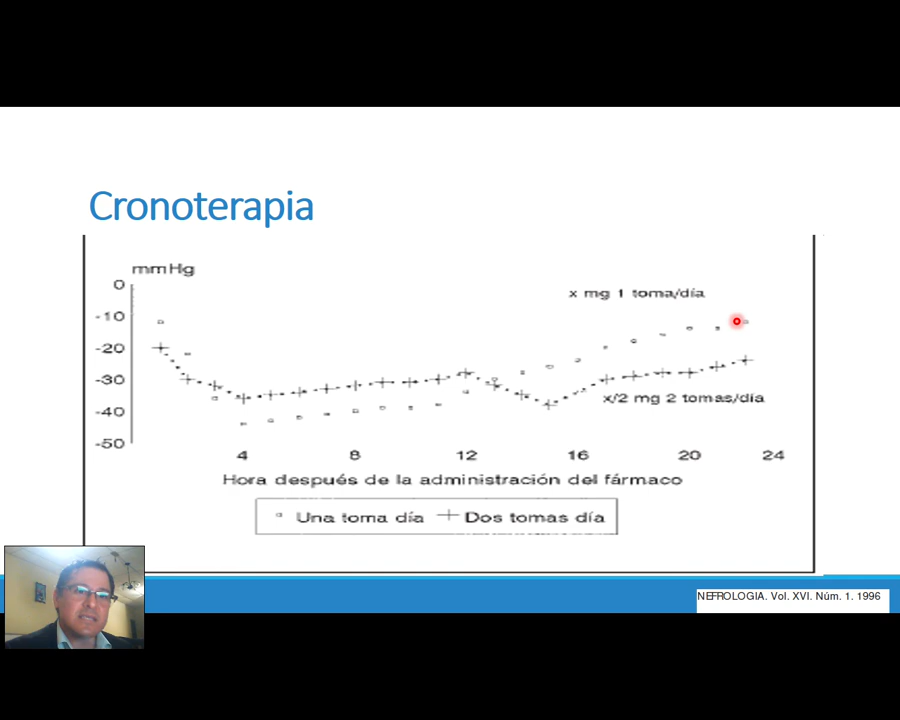 Cronoterapia
mmHg
0
-10
-20
-30
-40
-50
x mg 1 toma/día
x/2 mg 2 tomas/día
4 8 12 16 20 24
Hora después de la administración del fármaco
Una toma día Dos tomas día
NEFROLOGIA. Vol. XVI. Núm. 1. 1996